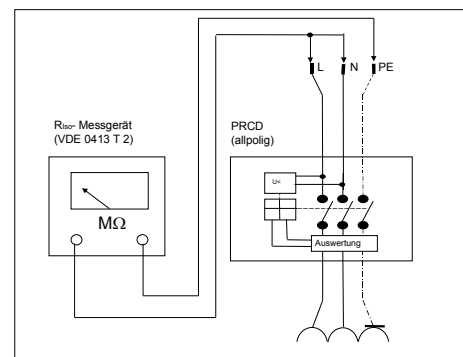 L N PE
RIso- Messgerät
(VDE 0413 T 2)
PRCD
(allpolig)
U<
MΩ
Auswertung